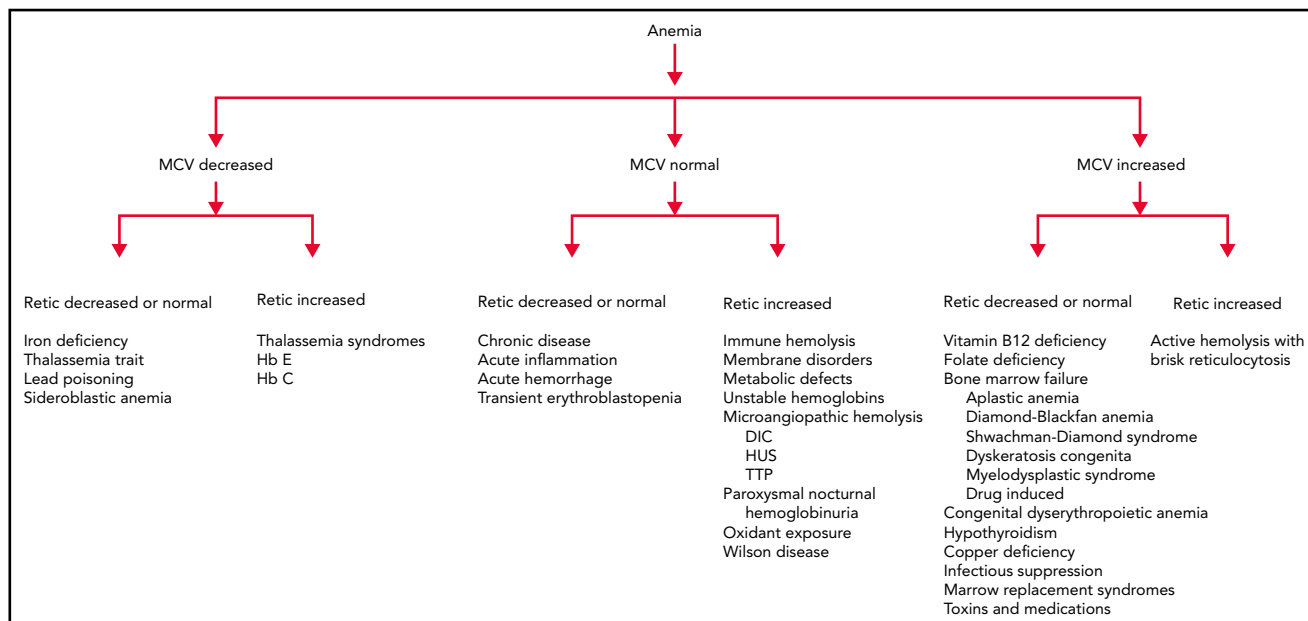 Anemia
MCV decreased
MCV normal
MCV increased
Retic decreased or normal
Iron deficiency
Thalassemia trait
Lead poisoning
Sideroblastic anemia
Retic increased
Thalassemia syndromes
Hb E
Hb C
Retic decreased or normal
Chronic disease
Acute inflammation
Acute hemorrhage
Transient erythroblastopenia
Retic increased
Immune hemolysis
Membrane disorders
Metabolic defects
Unstable hemoglobins
Microangiopathic hemolysis
DIC
HUS
TTP
Paroxysmal nocturnal
hemoglobinuria
Oxidant exposure
Wilson disease
Retic decreased or normal
Vitamin B12 deficiency
Folate deficiency
Bone marrow failure
Aplastic anemia
Diamond-Blackfan anemia
Shwachman-Diamond syndrome
Dyskeratosis congenita
Myelodysplastic syndrome
Drug induced
Congenital dyserythropoietic anemia
Hypothyroidism
Copper deficiency
Infectious suppression
Marrow replacement syndromes
Toxins and medications
Retic increased
Active hemolysis with
brisk reticulocytosis